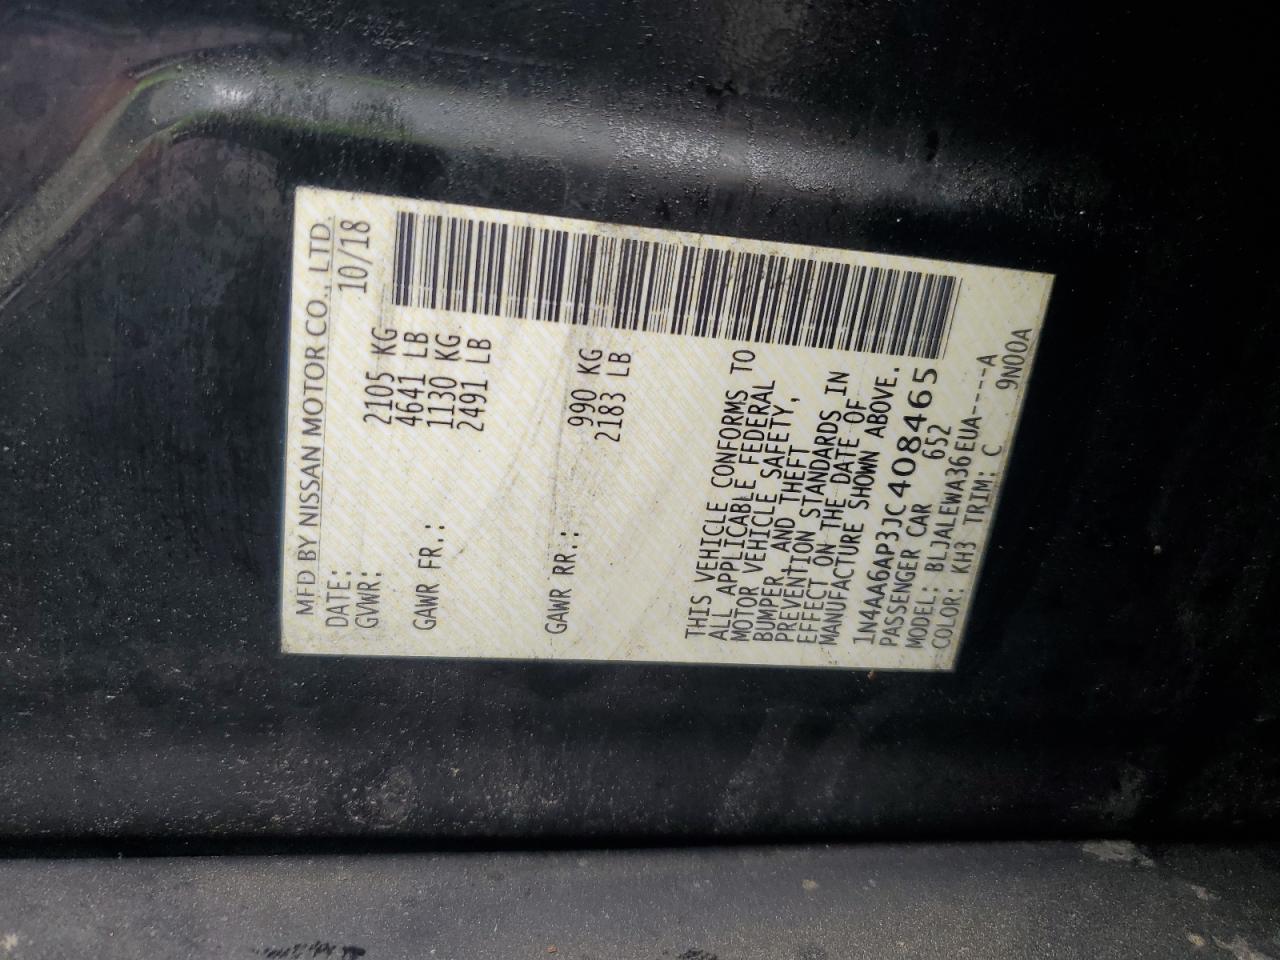 MFD BY NISSAN MOTOR CO., LTD.
DATE: 10/18
GVWR: 2105 KG
4641 LB
GAWR FR.: 1130 KG
2491 LB
GAWR RR.: 990 KG
2183 LB
THIS VEHICLE CONFORMS TO
ALL APPLICABLE FEDERAL
MOTOR VEHICLE SAFETY,
BUMPER, AND THEFT
PREVENTION STANDARDS IN
EFFECT ON THE DATE OF
MANUFACTURE SHOWN ABOVE.
1N4AA6AP3JC408465
PASSENGER CAR 652
MODEL: BLJALEWA36EUA-----A
COLOR: KH3 TRIM: C 9N00A